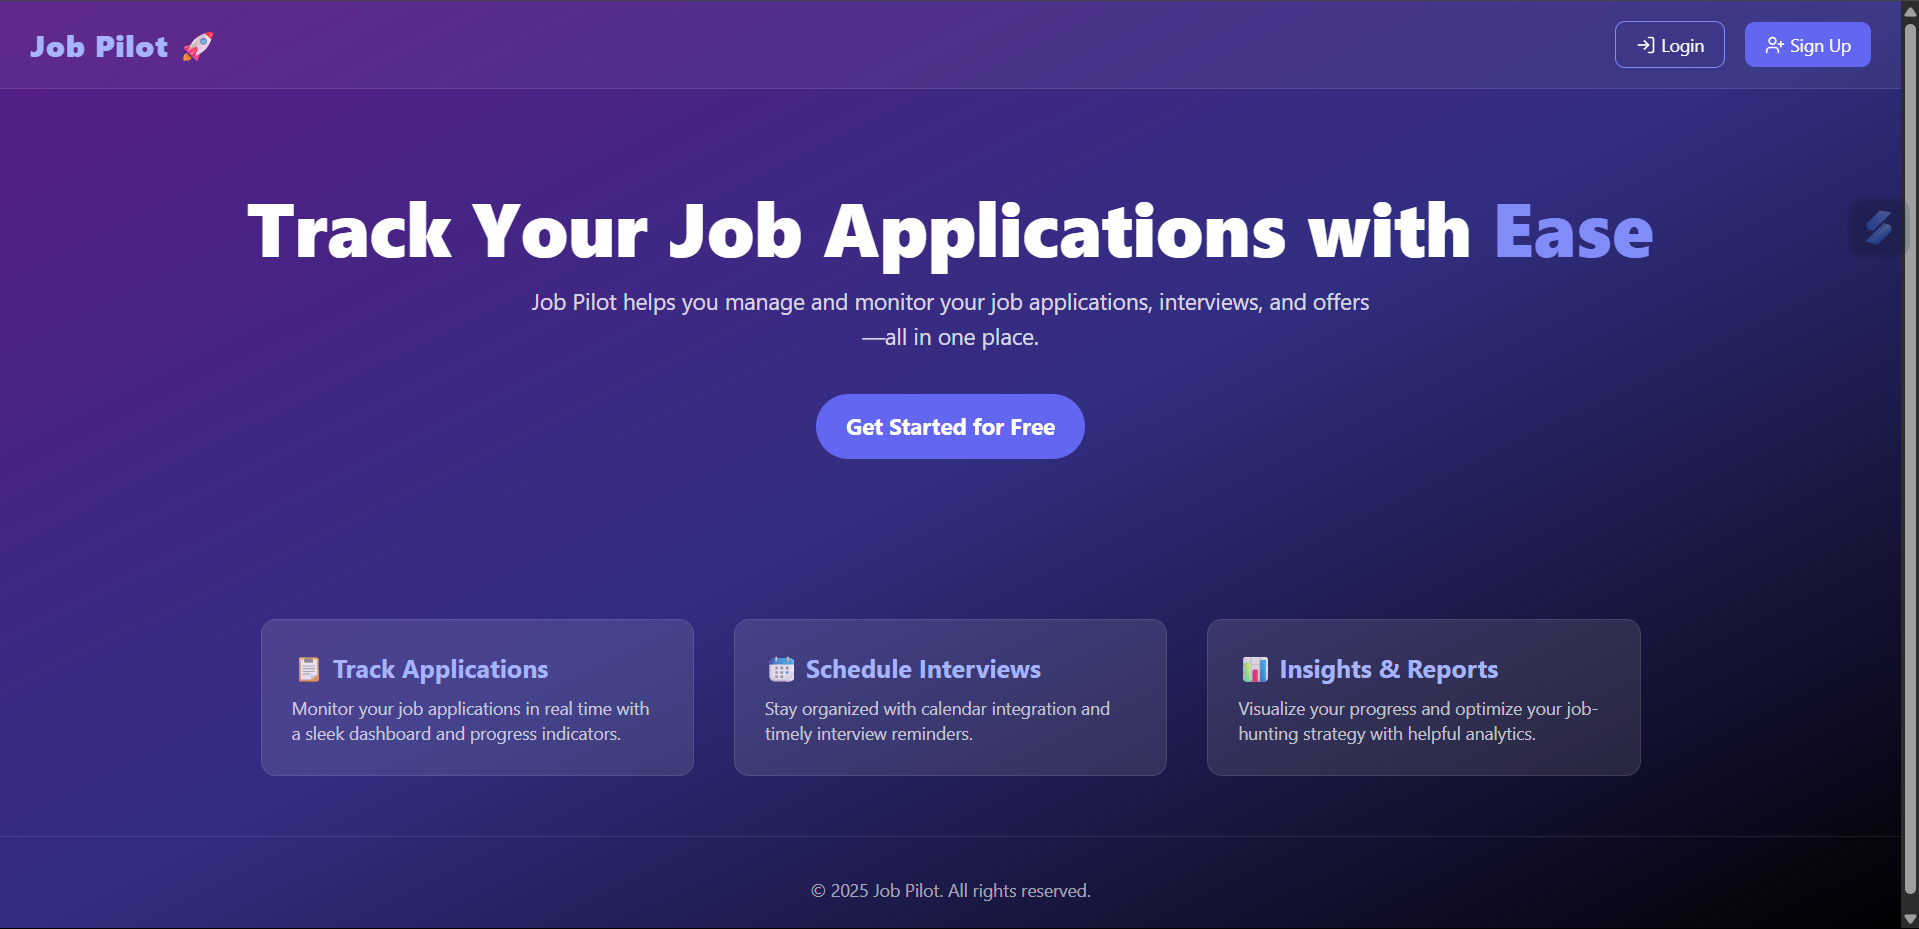 Job Pilot 🚀
Login
Sign Up
Track Your Job Applications with Ease
Job Pilot helps you manage and monitor your job applications, interviews, and offers
—all in one place.
Get Started for Free
📋 Track Applications
Monitor your job applications in real time with
a sleek dashboard and progress indicators.
📅 Schedule Interviews
Stay organized with calendar integration and
timely interview reminders.
📊 Insights & Reports
Visualize your progress and optimize your job-
hunting strategy with helpful analytics.
© 2025 Job Pilot. All rights reserved.